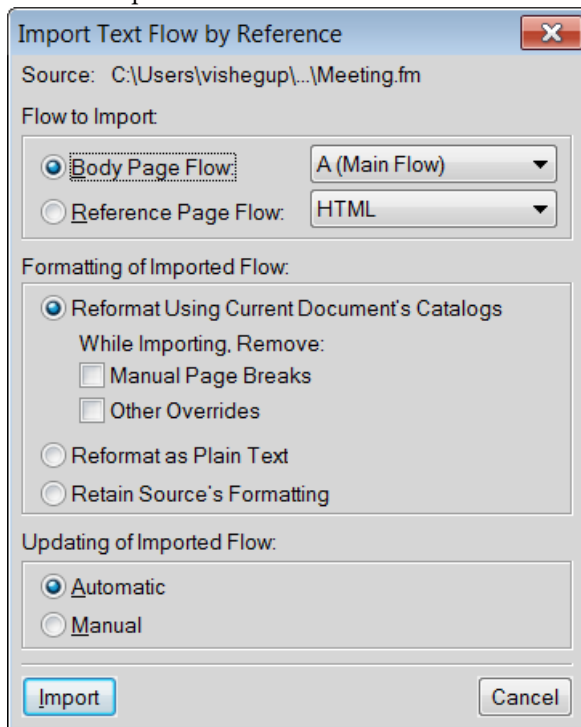 Import Text Flow by Reference
Source: C:\Users\vishegup\...\Meeting.fm
Flow to Import:
Body Page Flow: A (Main Flow)
Reference Page Flow: HTML
Formatting of Imported Flow:
Reformat Using Current Document's Catalogs
While Importing, Remove:
Manual Page Breaks
Other Overrides
Reformat as Plain Text
Retain Source's Formatting
Updating of Imported Flow:
Automatic
Manual
Import Cancel